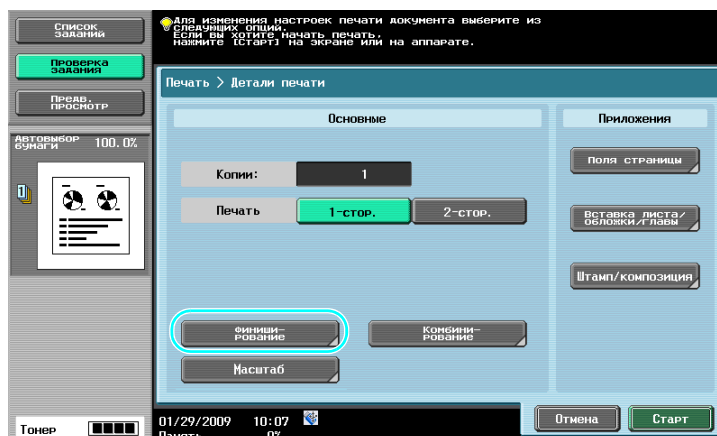 Список
заданий
Проверка
задания
Предв.
просмотр
Автовыбор
бумаги
100.0%
1
Тонер
Для изменения настроек печати документа выберите из
следующих опций.
Если вы хотите начать печать,
нажмите [Старт] на экране или на аппарате.
Печать > Детали печати
Основные
Копии:
1
Печать
1-стор.
2-стор.
Финиши-
рование
Комбини-
рование
Масштаб
Приложения
Поля страницы
Вставка листа/
обложки/главы
Штамп/композиция
01/29/2009 10:07
Память 0%
Отмена
Старт